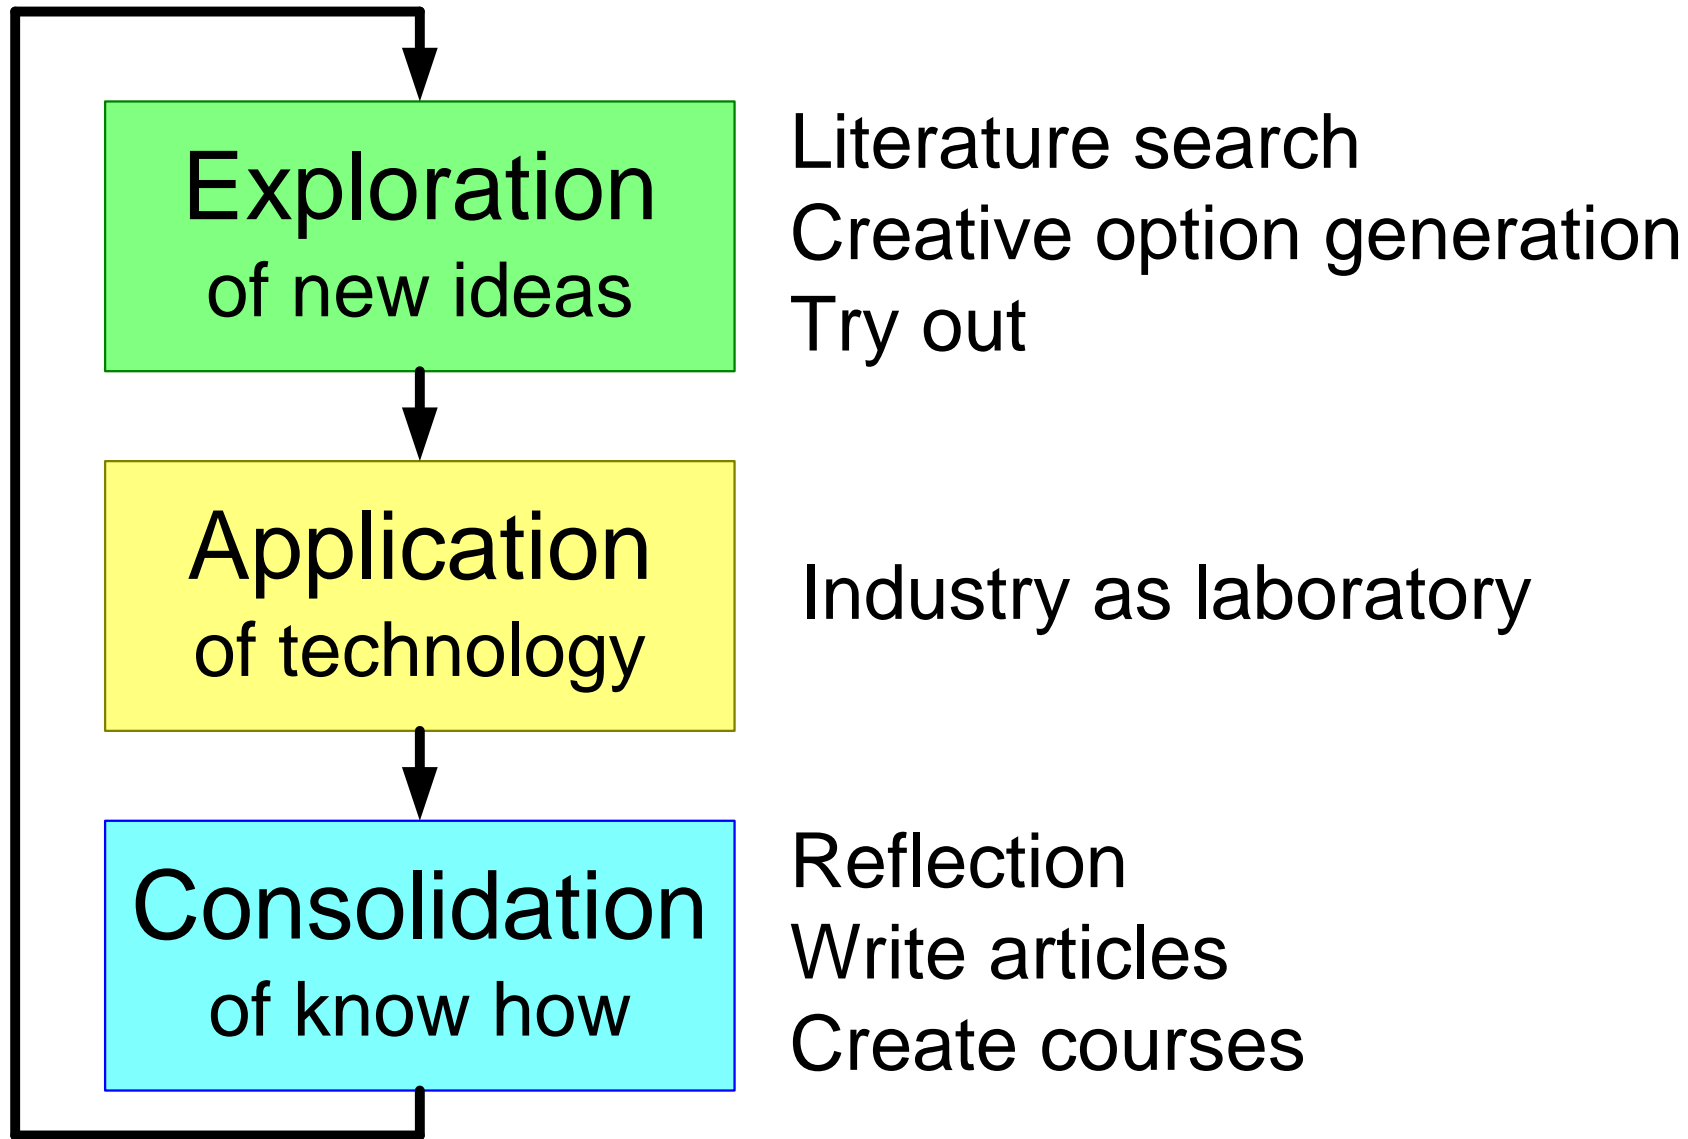 Exploration
of new ideas
Literature search
Creative option generation
Try out
Application
of technology
Industry as laboratory
Consolidation
of know how
Reflection
Write articles
Create courses